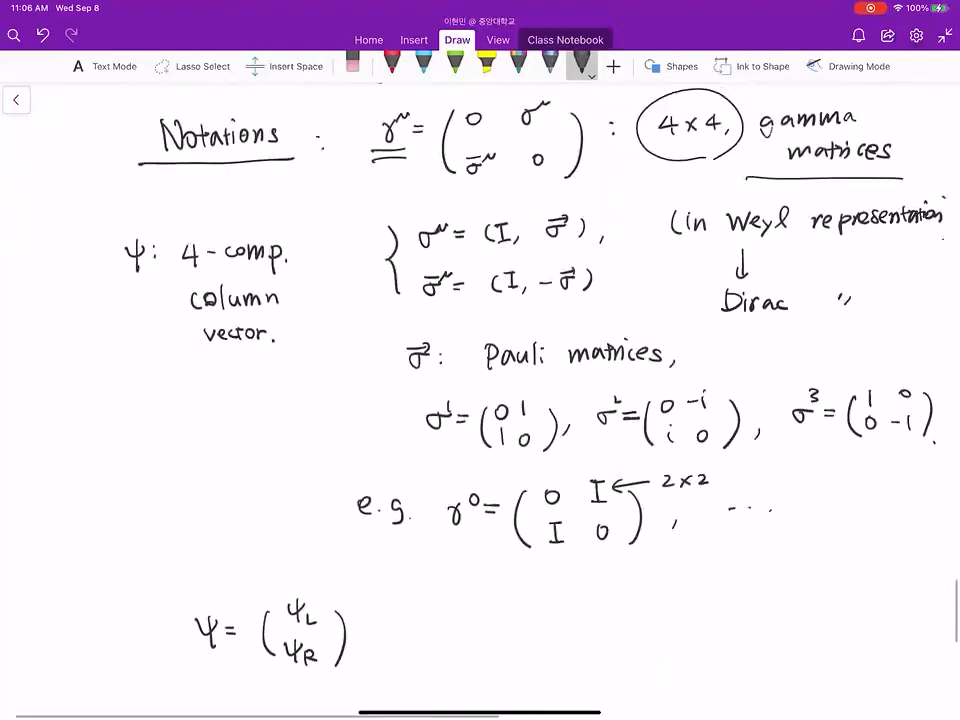 11:06 AM Wed Sep 8
100%
이현민 @ 중앙대학교
Home Insert Draw View Class Notebook
Text Mode Lasso Select Insert Space Shapes Ink to Shape Drawing Mode
Notations : γ^μ = ( 0 σ^μ ; σ̄^μ 0 ) : 4×4, gamma matrices
ψ: 4-comp. column vector.
{ σ^μ = (I, σ⃗),
σ̄^μ = (I, -σ⃗)
(in Weyl representation
↓
Dirac 〃
σ⃗: Pauli matrices,
σ^1 = ( 0 1 ; 1 0 ), σ^2 = ( 0 -i ; i 0 ), σ^3 = ( 1 0 ; 0 -1 ).
e.g. γ^0 = ( 0 I ; I 0 ), ...
← 2×2
ψ = ( ψ_L ; ψ_R )